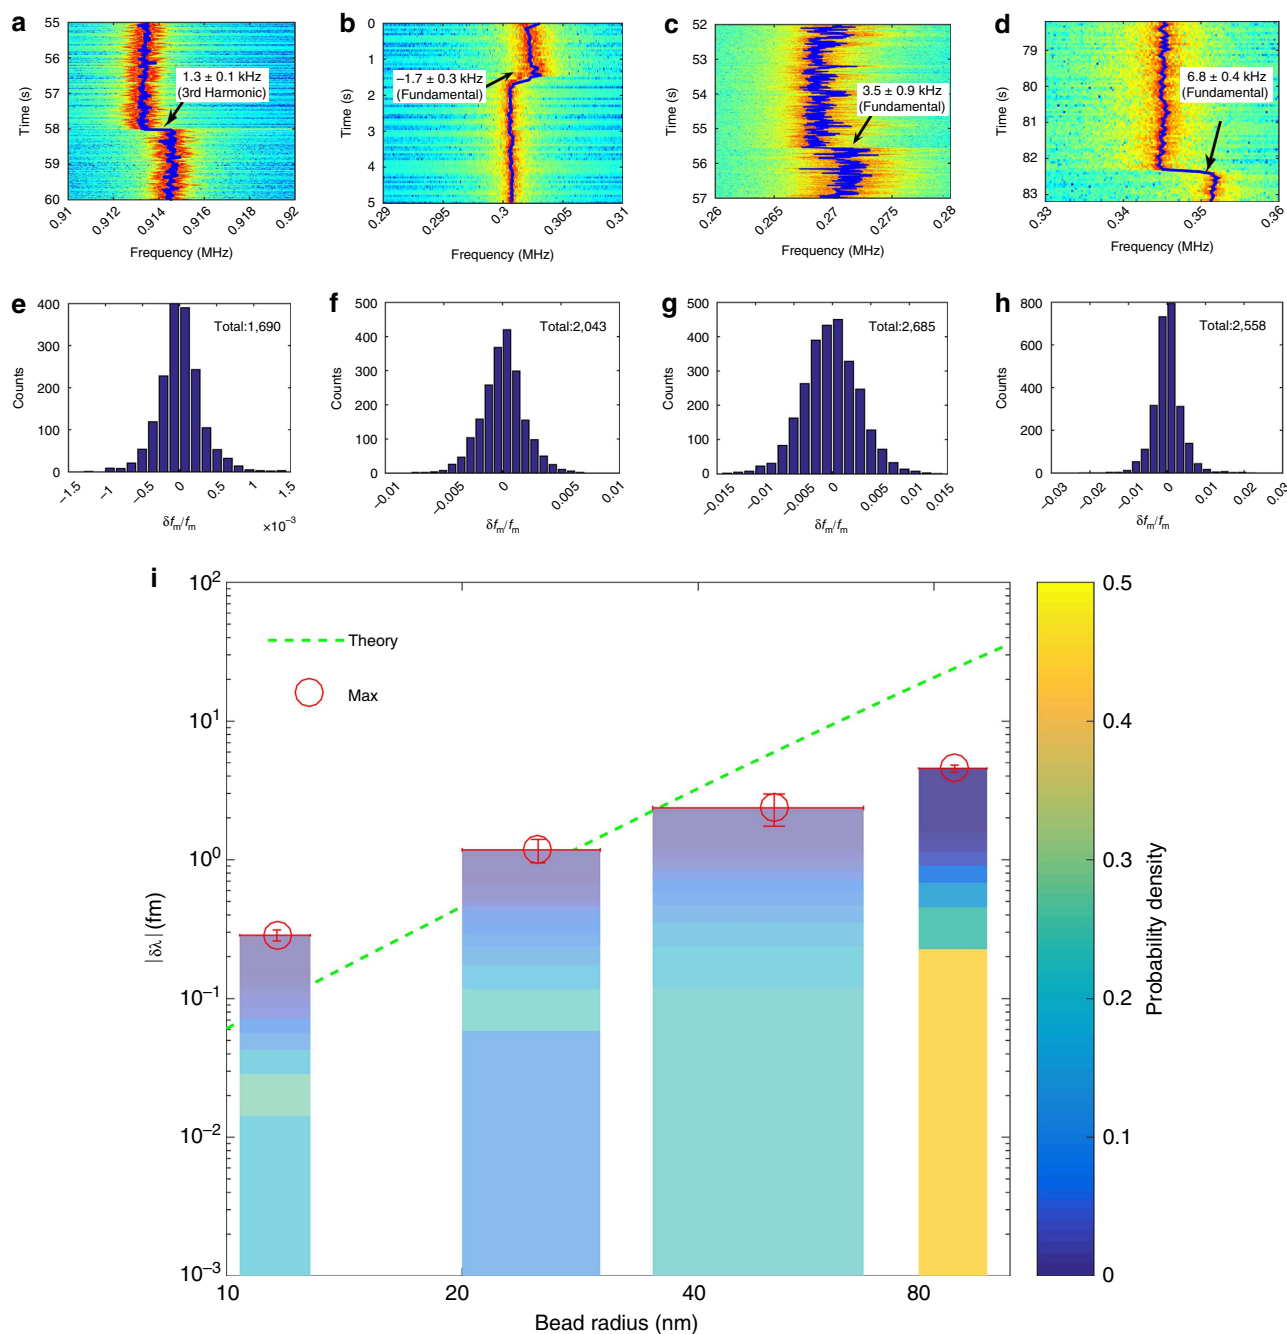 a
55
56
57
58
59
60
Time (s)
1.3 ± 0.1 kHz
(3rd Harmonic)
0.91
0.912
0.914
0.916
0.918
0.92
Frequency (MHz)
b
0
1
2
3
4
5
Time (s)
−1.7 ± 0.3 kHz
(Fundamental)
0.29
0.295
0.3
0.305
0.31
Frequency (MHz)
c
52
53
54
55
56
57
Time (s)
3.5 ± 0.9 kHz
(Fundamental)
0.26
0.265
0.27
0.275
0.28
Frequency (MHz)
d
79
80
81
82
83
Time (s)
6.8 ± 0.4 kHz
(Fundamental)
0.33
0.34
0.35
0.36
Frequency (MHz)
e
400
300
200
100
0
Counts
Total:1,690
−1.5
−1
−0.5
0
0.5
1
1.5
δfm/fm
×10−3
f
500
400
300
200
100
0
Counts
Total:2,043
−0.01
−0.005
0
0.005
0.01
δfm/fm
g
500
400
300
200
100
0
Counts
Total:2,685
−0.015
−0.01
−0.005
0
0.005
0.01
0.015
δfm/fm
h
800
600
400
200
0
Counts
Total:2,558
−0.03
−0.02
−0.01
0
0.01
0.02
0.03
δfm/fm
i
10²
10¹
10⁰
10⁻¹
10⁻²
10⁻³
|δλ| (fm)
Theory
Max
10
20
40
80
Bead radius (nm)
0.5
0.4
0.3
0.2
0.1
0
Probability density